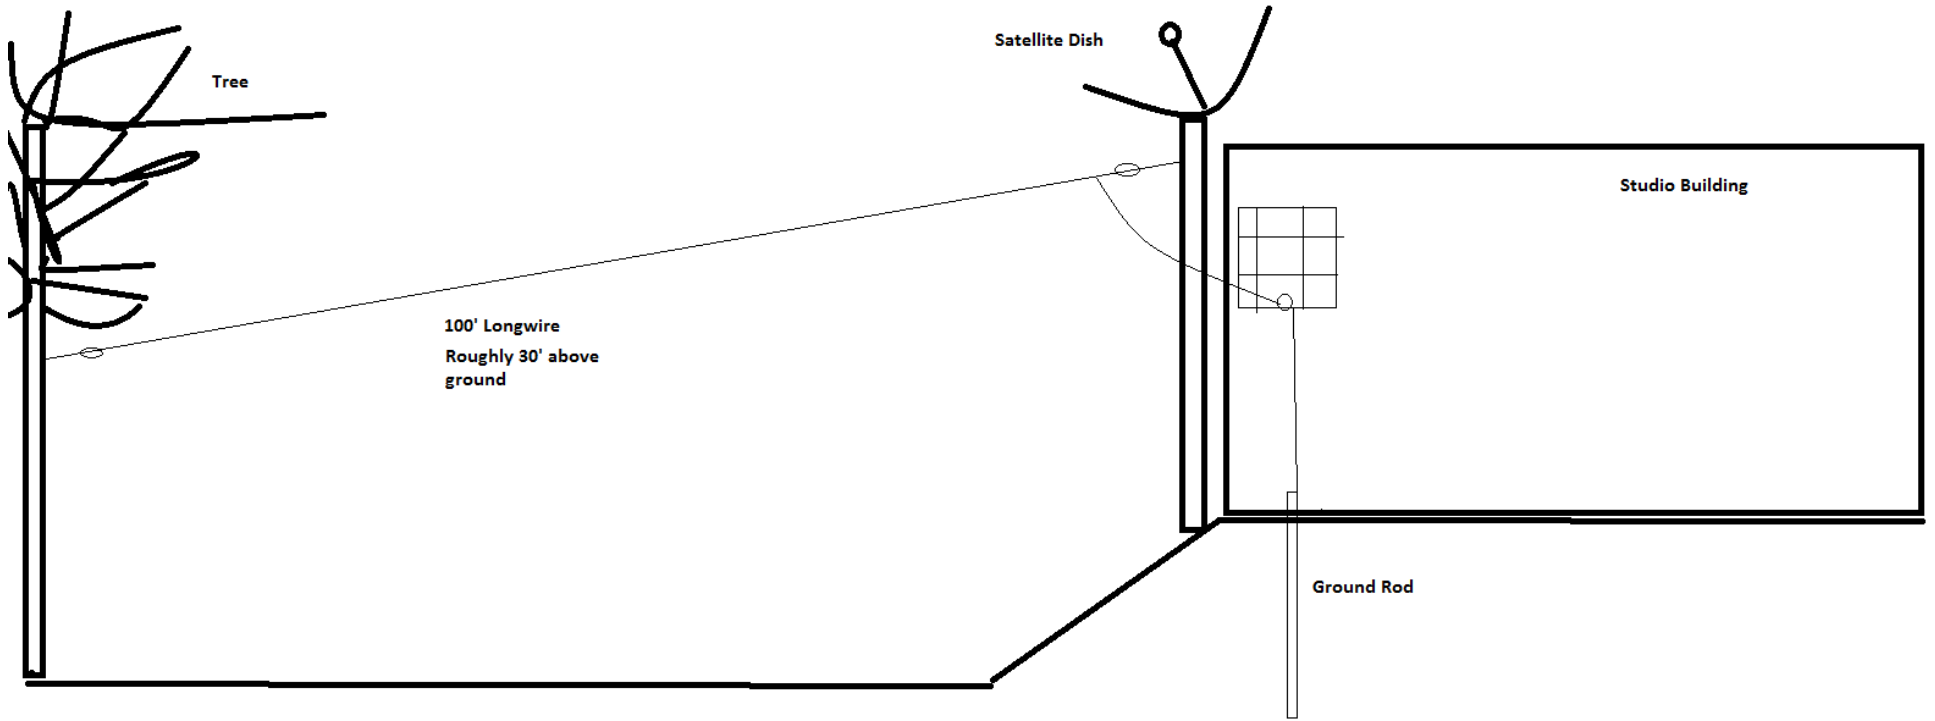 Satellite Dish
Tree
Studio Building
100' Longwire
Roughly 30' above
ground
Ground Rod